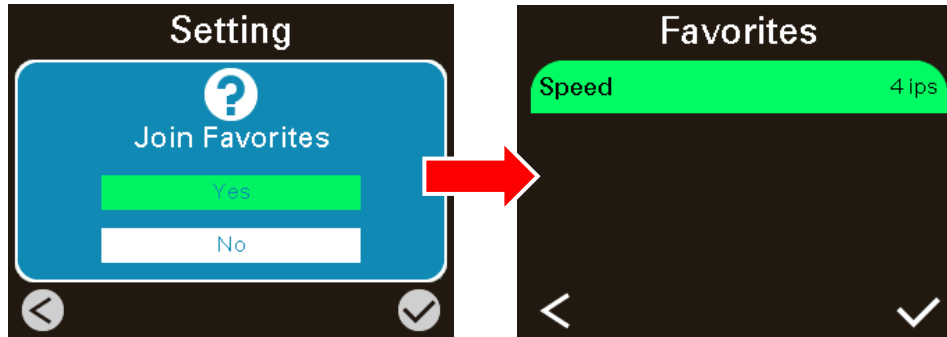 Setting
?
Join Favorites
Yes
No
Favorites
Speed 4 ips